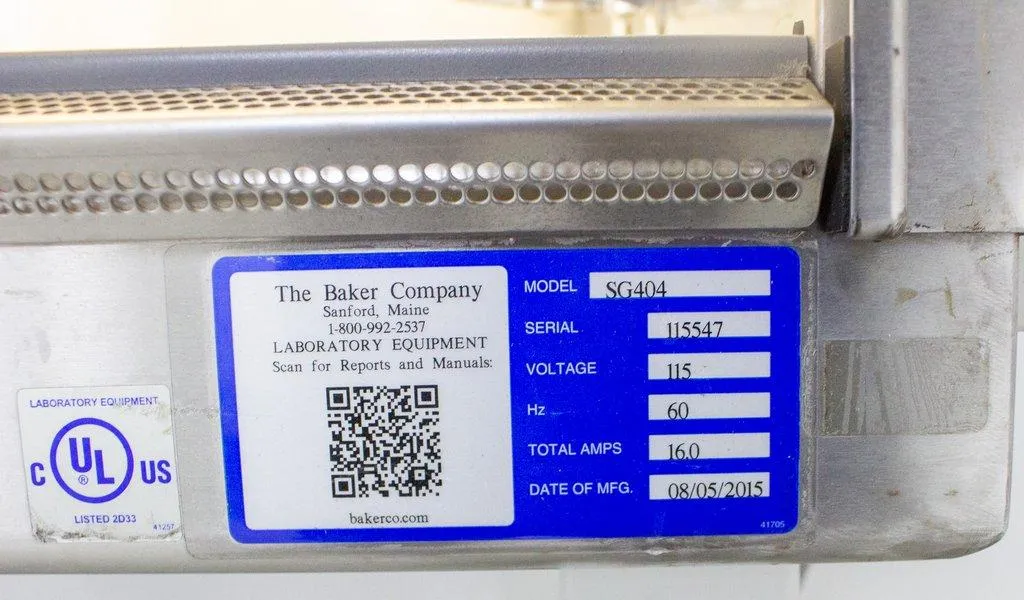 The Baker Company
Sanford, Maine
1-800-992-2537
LABORATORY EQUIPMENT
Scan for Reports and Manuals:
bakerco.com
MODEL SG404
SERIAL 115547
VOLTAGE 115
Hz 60
TOTAL AMPS 16.0
DATE OF MFG. 08/05/2015
41705
LABORATORY EQUIPMENT
C UL US
®
LISTED 2D33
41257